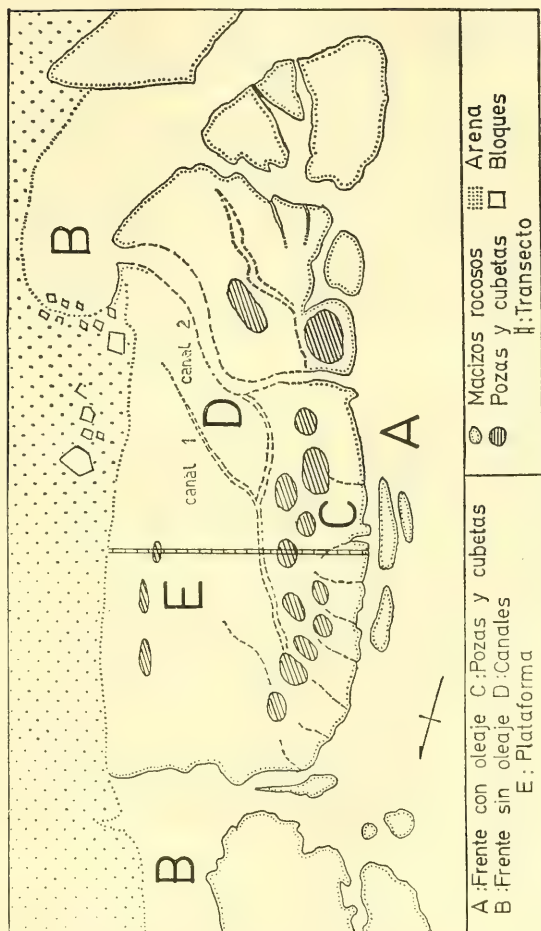 B
canal 2
canal 1
D
E
C
A
B
A :Frente con oleaje C :Pozas y cubetas
B :Frente sin oleaje D :Canales
E : Plataforma
Macizos rocosos
Arena
Pozas y cubetas
Bloques
:Transecto